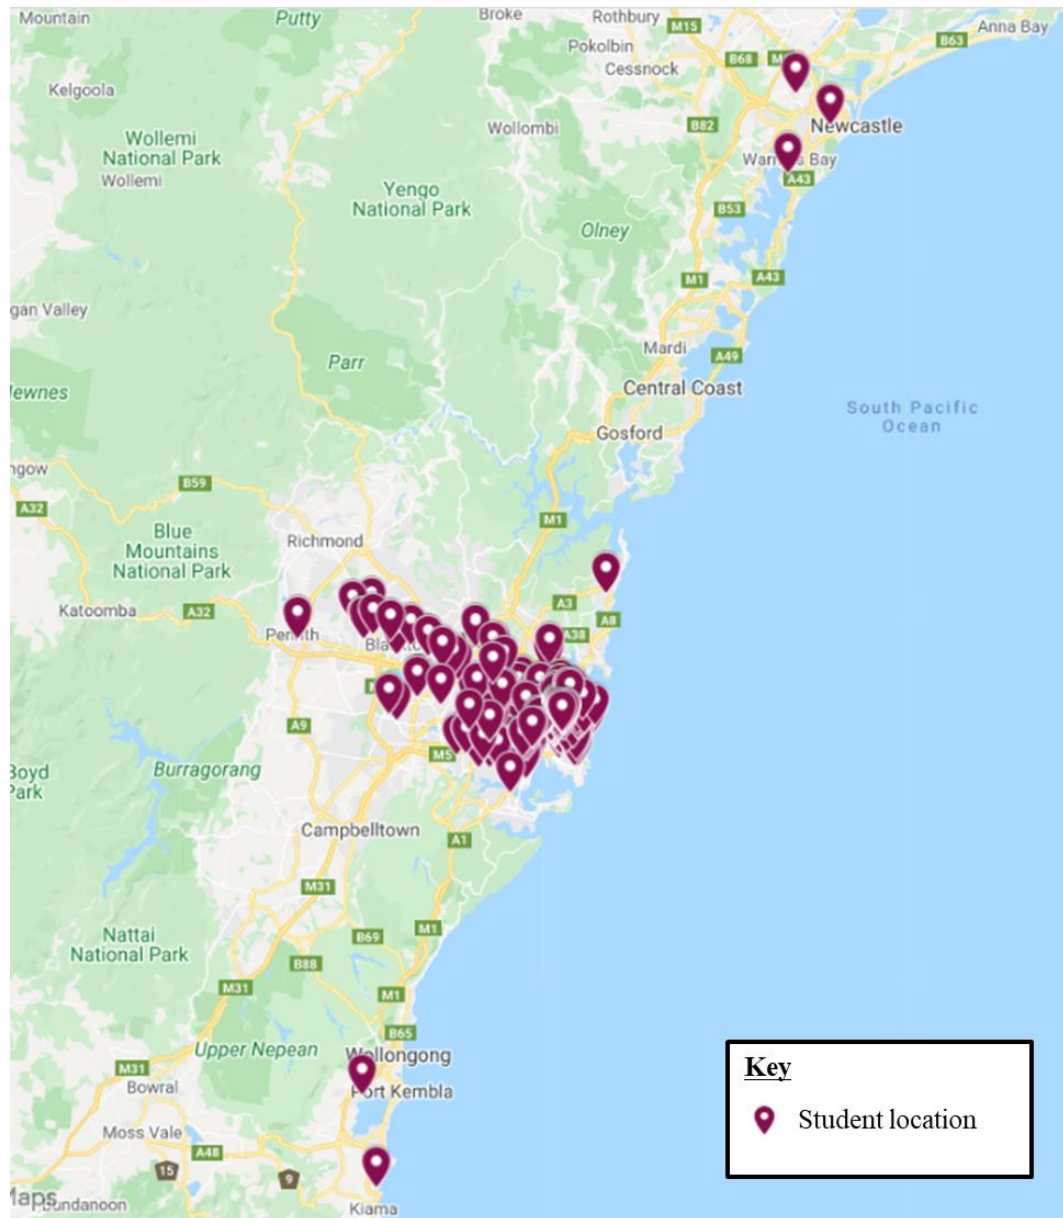 Mountain
Putty
Broke
Rothbury
M15
Anna Bay
B63
Pokolbin
B68
Cessnock
Kelgoola
Wollombi
B82
Newcastle
Wollemi
National Park
Wollemi
Bay
A43
Yengo
National Park
B53
Olney
M1
A43
gan Valley
Mardi
Parr
A49
Central Coast
South Pacific
Ocean
Gosford
B59
A32
M1
Blue
Mountains
National Park
Richmond
Katoomba
A32
A3
A8
A38
A9
M5
Burragorang
Campbelltown
A1
M31
Nattai
National Park
M1
B69
B88
M31
M1
B65
Upper Nepean
Wollongong
M31
Port Kembla
Bowral
Moss Vale
A48
15
9
Kiama
Key
Student location